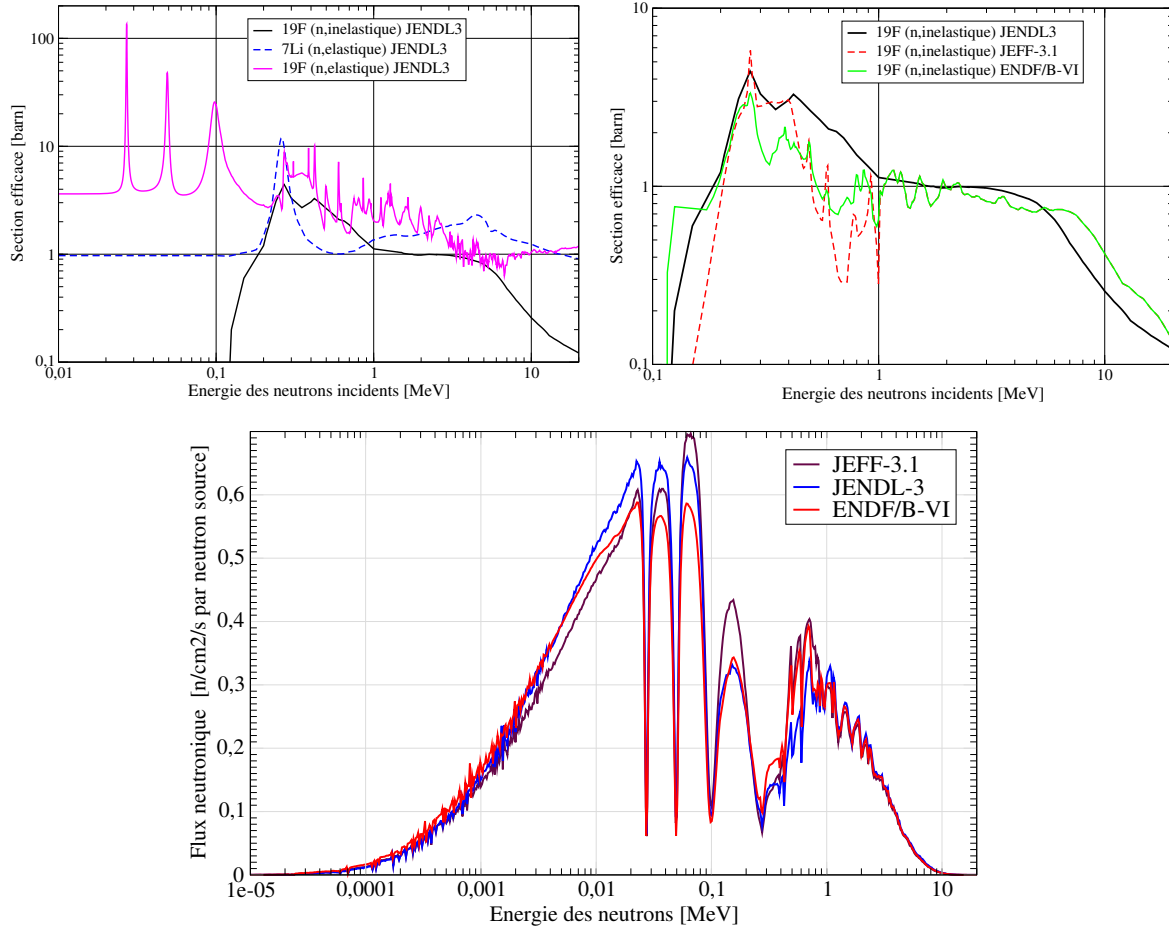 100
10
1
0.1
Section efficace [barn]
19F (n,inelastique) JENDL3
7Li (n,elastique) JENDL3
19F (n,elastique) JENDL3
0,01
0,1
1
10
Energie des neutrons incidents [MeV]
10
1
0.1
Section efficace [barn]
19F (n,inelastique) JENDL3
19F (n,inelastique) JEFF-3.1
19F (n,inelastique) ENDF/B-VI
0,1
1
10
Energie des neutrons incidents [MeV]
0,6
0,5
0,4
0,3
0,2
0,1
0
Flux neutronique [n/cm2/s par neutron source]
JEFF-3.1
JENDL-3
ENDF/B-VI
1e-05
0,0001
0,001
0,01
0,1
1
10
Energie des neutrons [MeV]